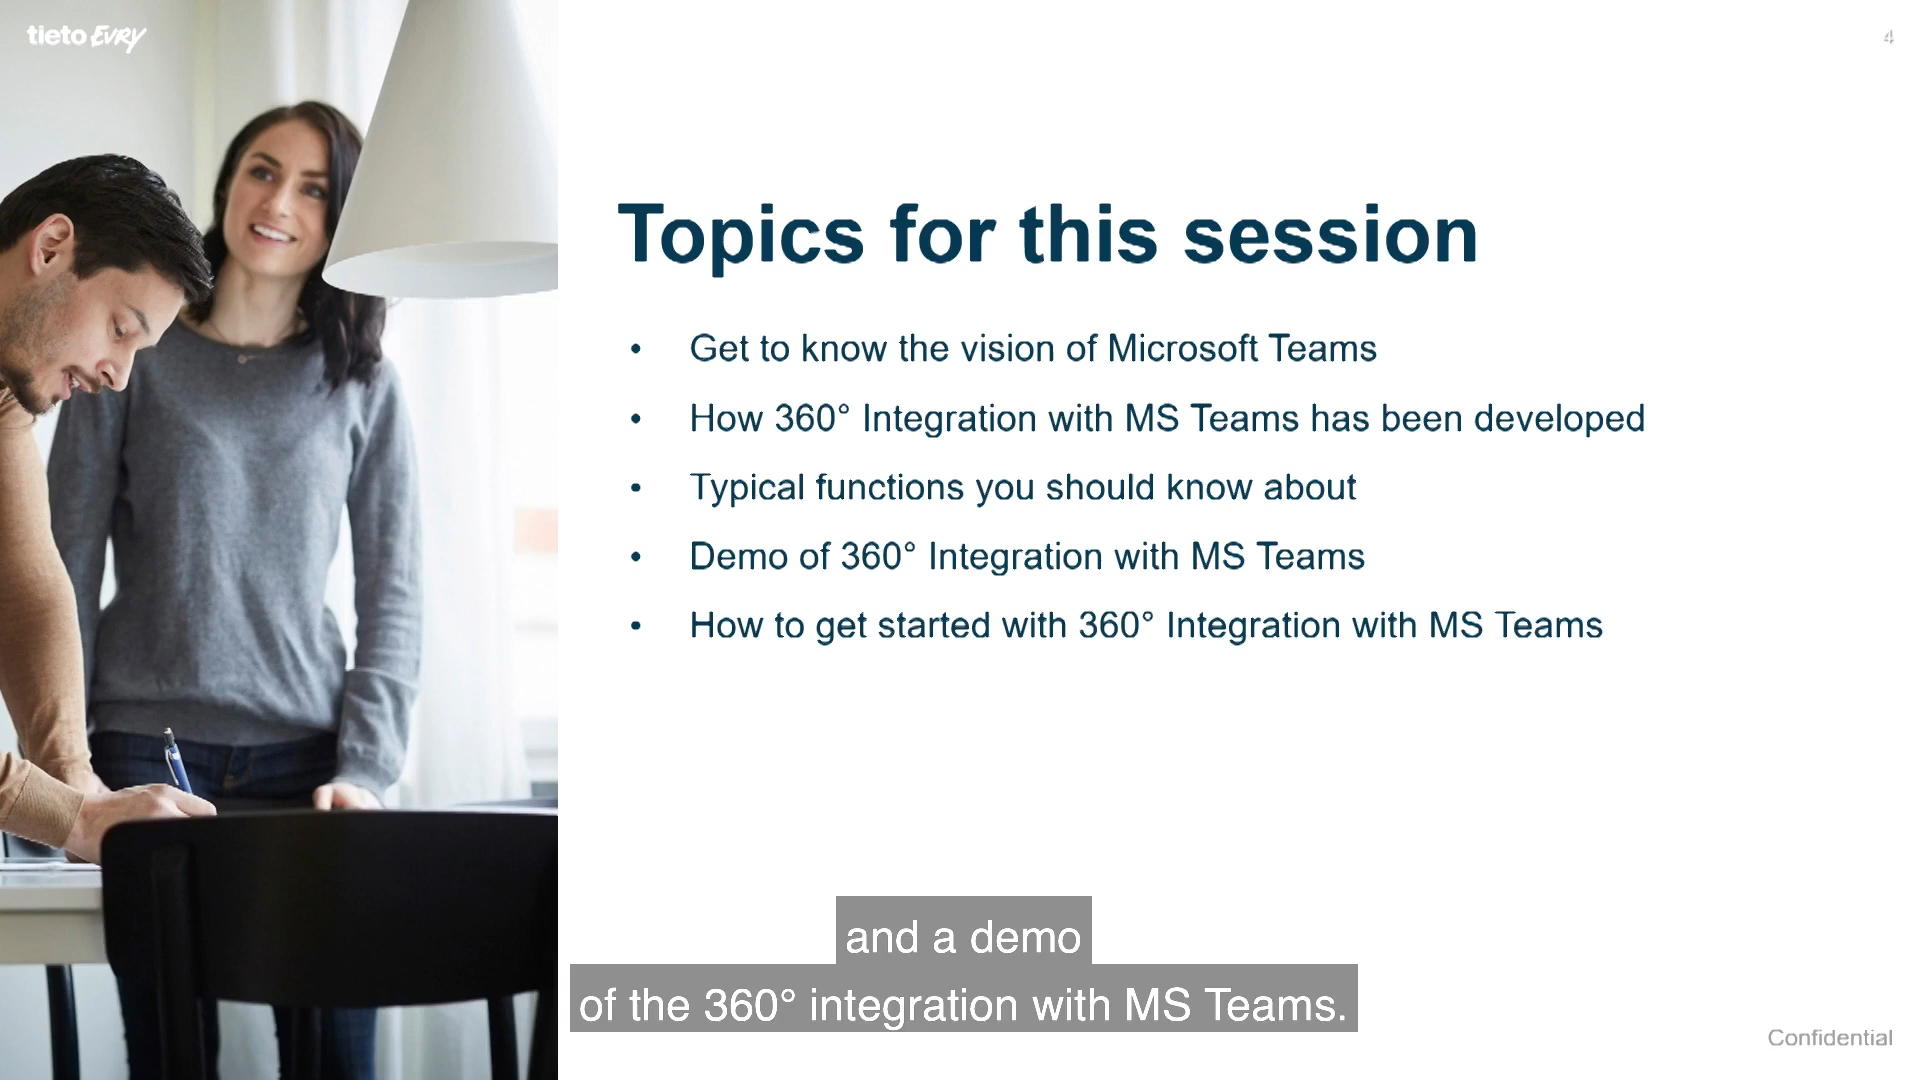 tieto Evry
4
Topics for this session
• Get to know the vision of Microsoft Teams
• How 360° Integration with MS Teams has been developed
• Typical functions you should know about
• Demo of 360° Integration with MS Teams
• How to get started with 360° Integration with MS Teams
and a demo
of the 360° integration with MS Teams.
Confidential